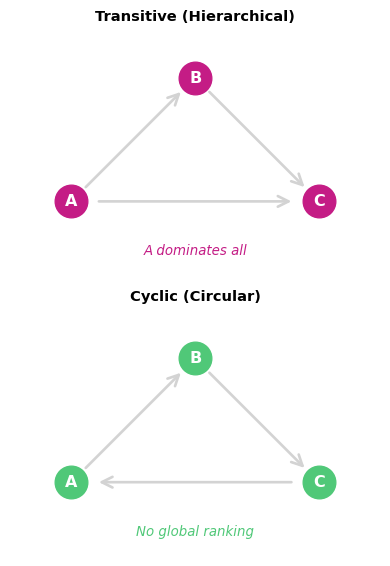 Transitive (Hierarchical)
B
A
C
A dominates all
Cyclic (Circular)
B
A
C
No global ranking